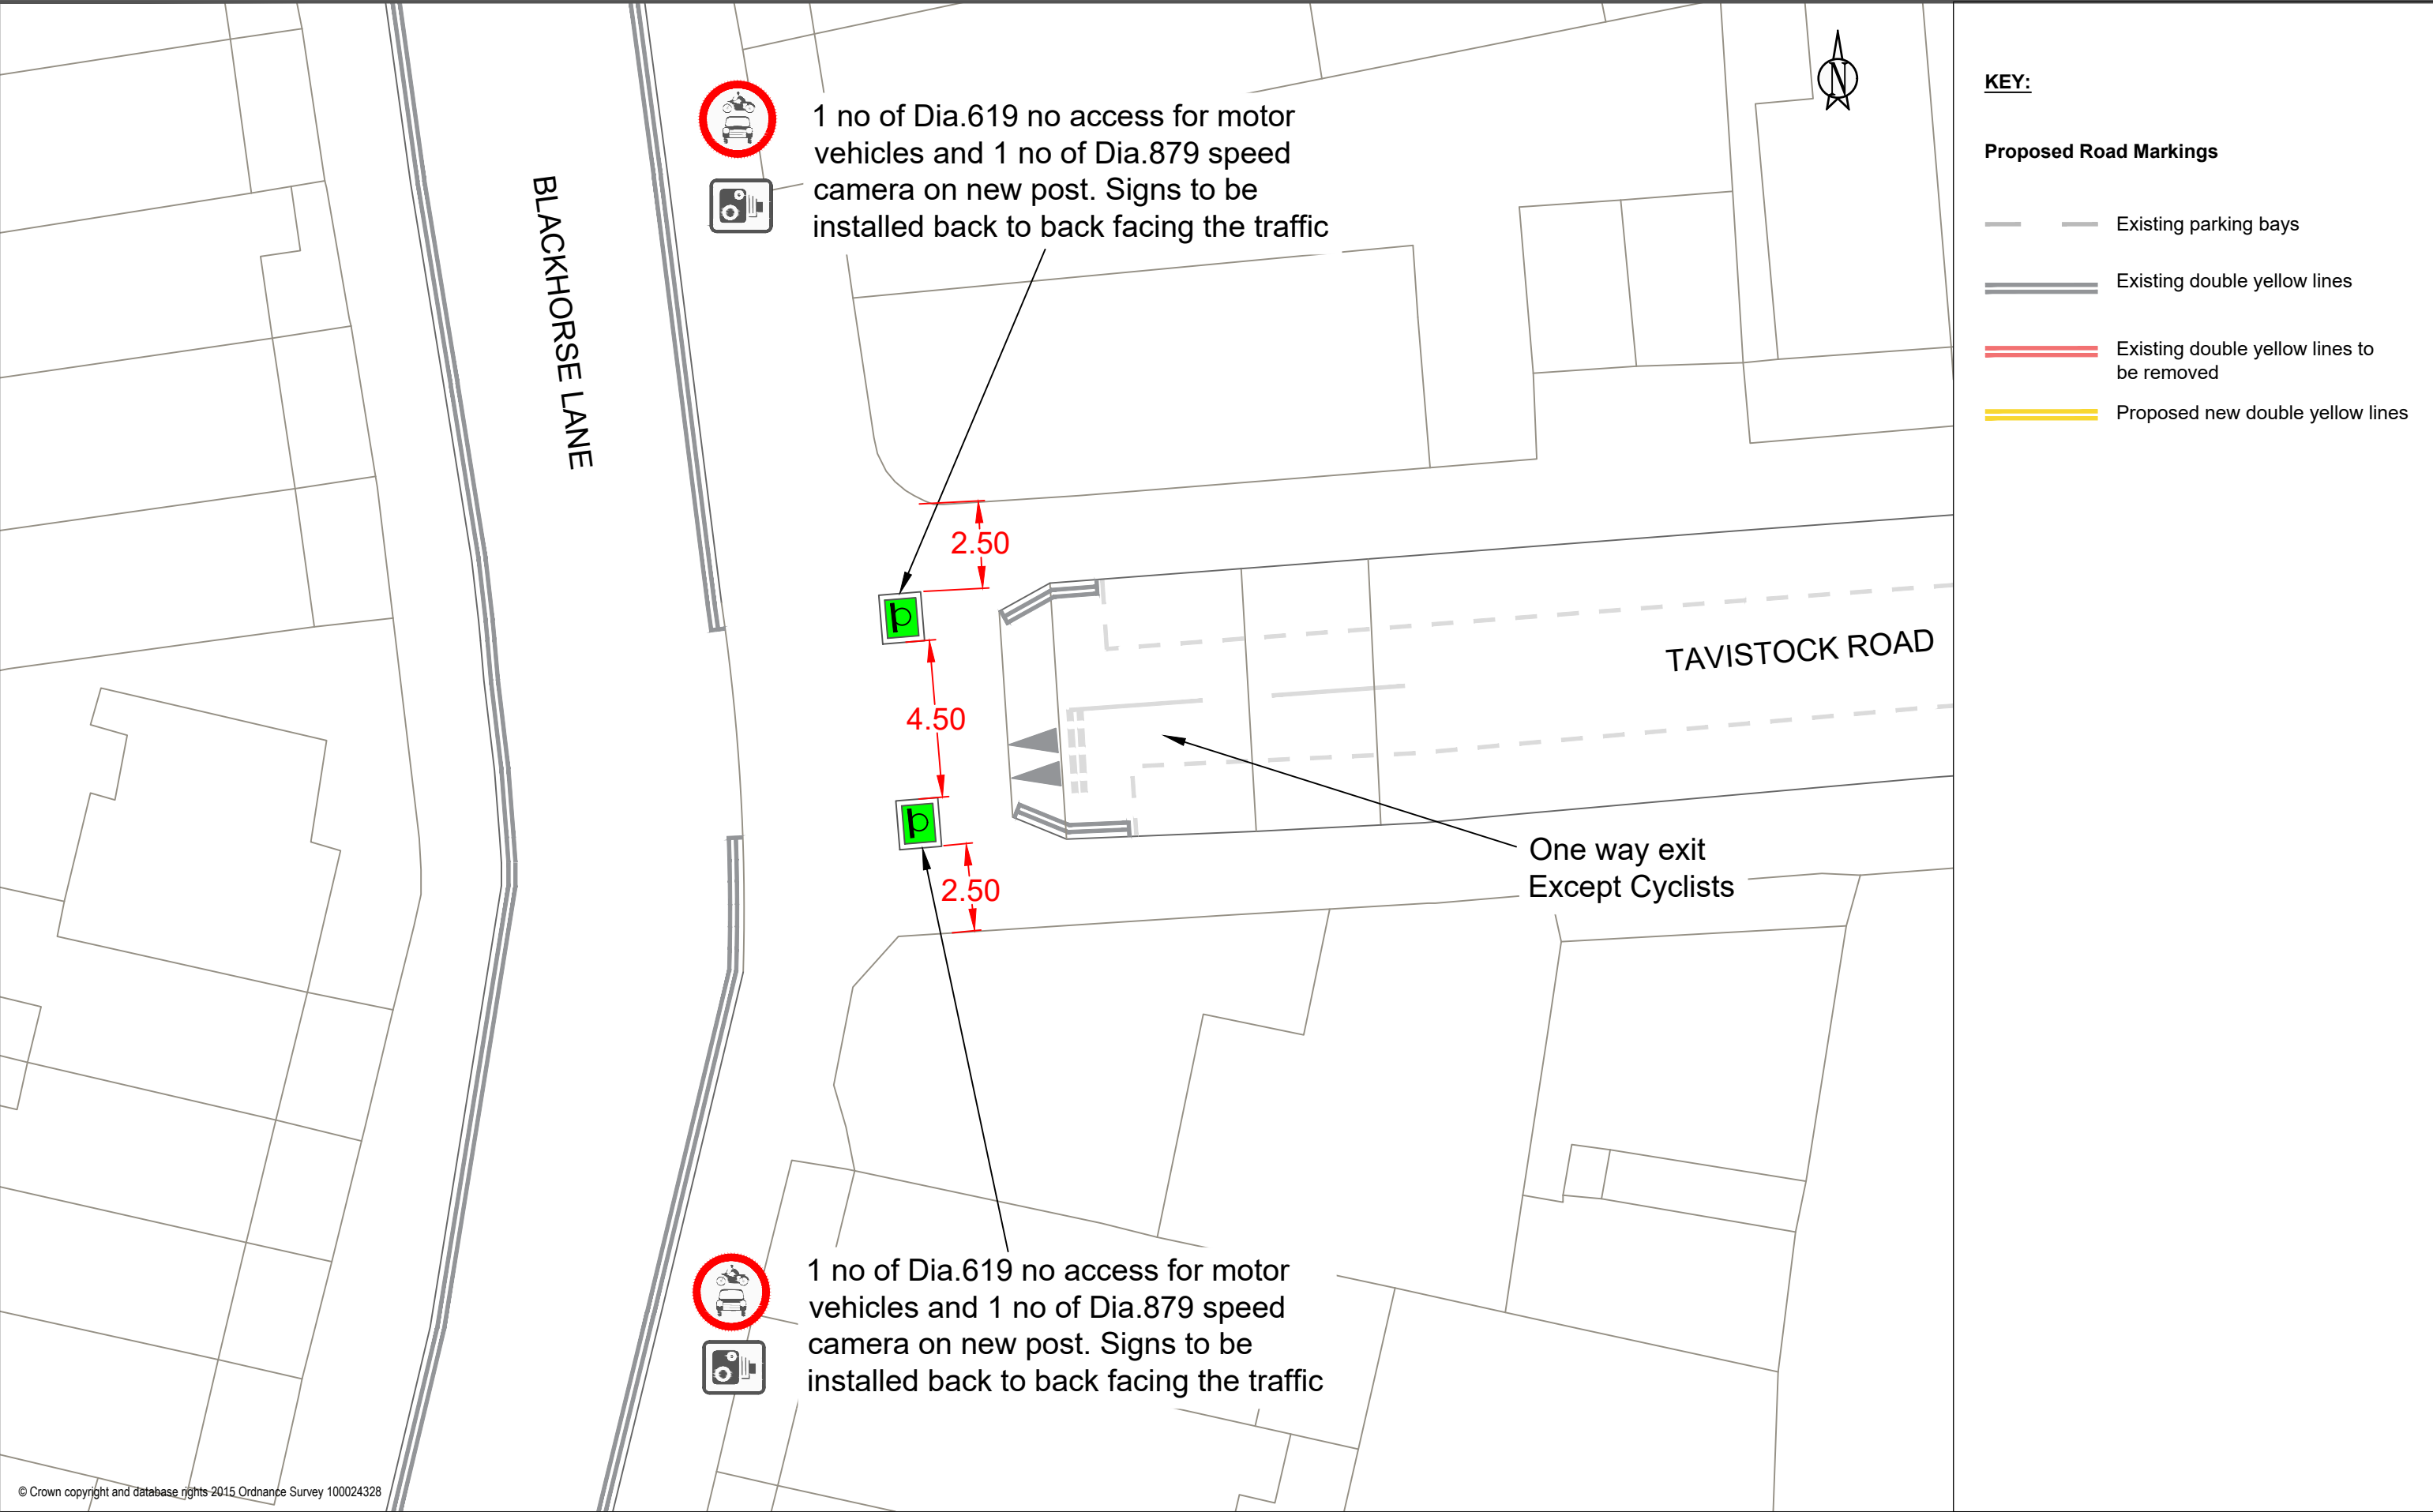 1 no of Dia.619 no access for motor
vehicles and 1 no of Dia.879 speed
camera on new post. Signs to be
installed back to back facing the traffic
N
BLACKHORSE LANE
2.50
4.50
2.50
TAVISTOCK ROAD
One way exit
Except Cyclists
1 no of Dia.619 no access for motor
vehicles and 1 no of Dia.879 speed
camera on new post. Signs to be
installed back to back facing the traffic
© Crown copyright and database rights 2015 Ordnance Survey 100024328
KEY:
Proposed Road Markings
Existing parking bays
Existing double yellow lines
Existing double yellow lines to
be removed
Proposed new double yellow lines